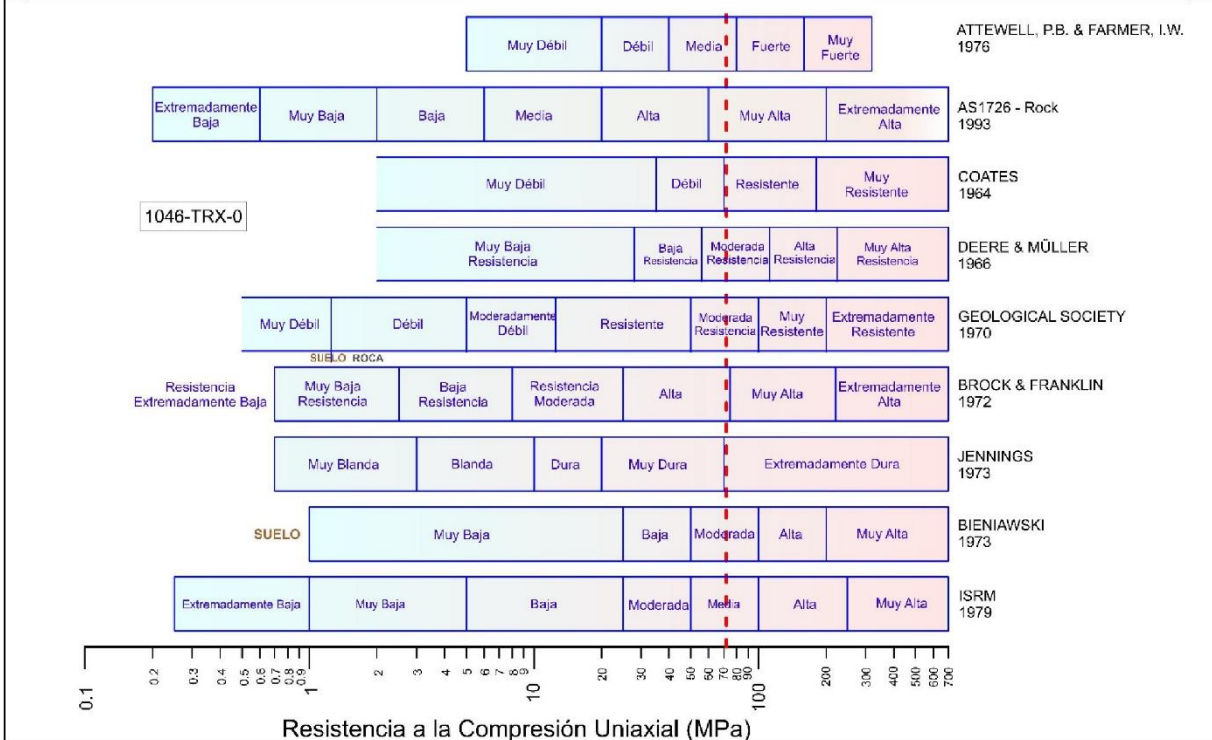 Muy Débil
Débil
Media
Fuerte
Muy
Fuerte
ATTEWELL, P.B. & FARMER, I.W.
1976
Extremadamente
Baja
Muy Baja
Baja
Media
Alta
Muy Alta
Extremadamente
Alta
AS1726 - Rock
1993
Muy Débil
Débil
Resistente
Muy
Resistente
COATES
1964
1046-TRX-0
Muy Baja
Resistencia
Baja
Resistencia
Moderada
Resistencia
Alta
Resistencia
Muy Alta
Resistencia
DEERE & MÜLLER
1966
Muy Débil
Débil
Moderadamente
Débil
Resistente
Moderada
Resistencia
Muy
Resistente
Extremadamente
Resistente
GEOLOGICAL SOCIETY
1970
SUELO ROCA
Resistencia
Extremadamente Baja
Muy Baja
Resistencia
Baja
Resistencia
Resistencia
Moderada
Alta
Muy Alta
Extremadamente
Alta
BROCK & FRANKLIN
1972
Muy Blanda
Blanda
Dura
Muy Dura
Extremadamente Dura
JENNINGS
1973
SUELO
Muy Baja
Baja
Moderada
Alta
Muy Alta
BIENIAWSKI
1973
Extremadamente Baja
Muy Baja
Baja
Moderada
Media
Alta
Muy Alta
ISRM
1979
0.1 0.2 0.3 0.4 0.5 0.6 0.7 0.8 0.9 1 2 3 4 5 6 7 8 9 10 20 30 40 50 60 70 80 90 100 200 300 400 500 600 700
Resistencia a la Compresión Uniaxial (MPa)